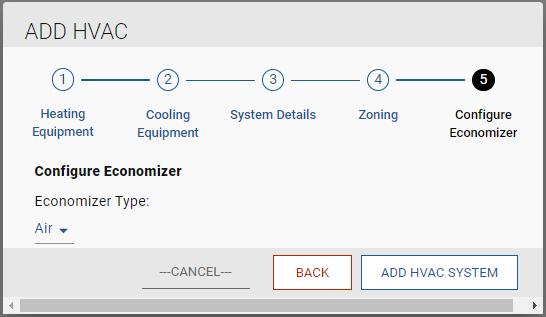 ADD HVAC
1 2 3 4 5
Heating Equipment
Cooling Equipment
System Details
Zoning
Configure Economizer
Configure Economizer
Economizer Type:
Air
---CANCEL--- BACK ADD HVAC SYSTEM